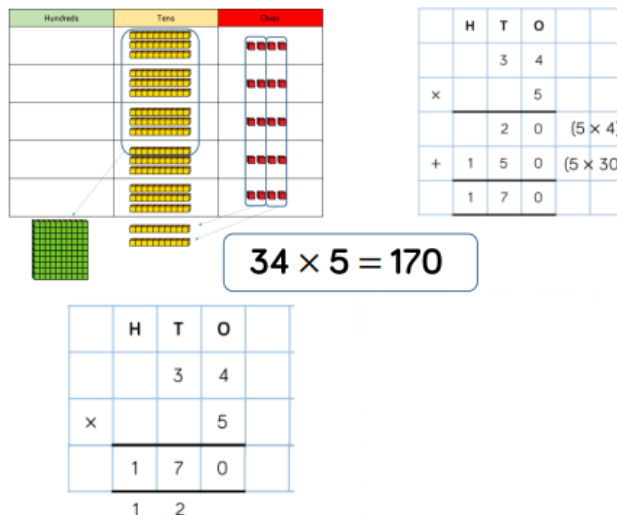 Hundreds Tens Ones
H T O
3 4
× 5
2 0 (5 × 4)
+ 1 5 0 (5 × 30
1 7 0
34 × 5 = 170
H T O
3 4
× 5
1 7 0
1 2